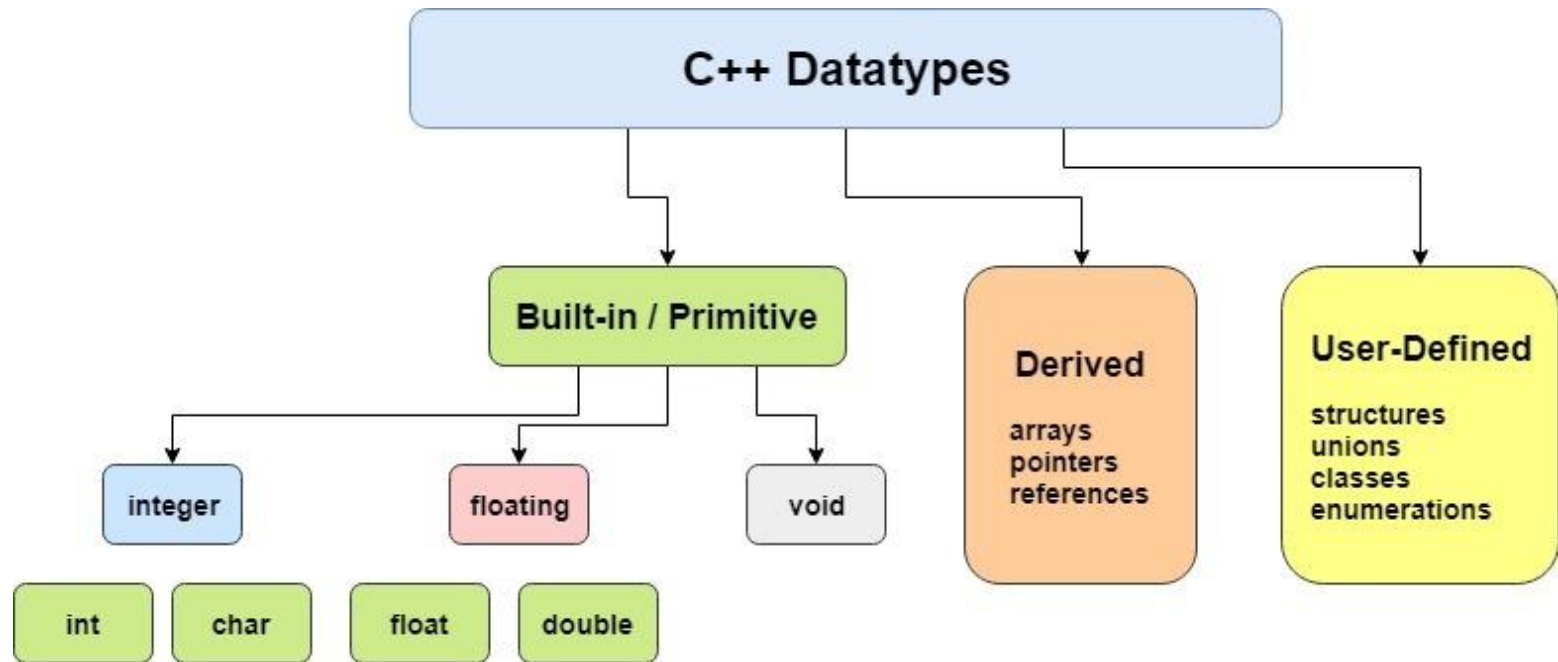 C++ Datatypes
Built-in / Primitive
integer
floating
void
int
char
float
double
Derived
arrays
pointers
references
User-Defined
structures
unions
classes
enumerations